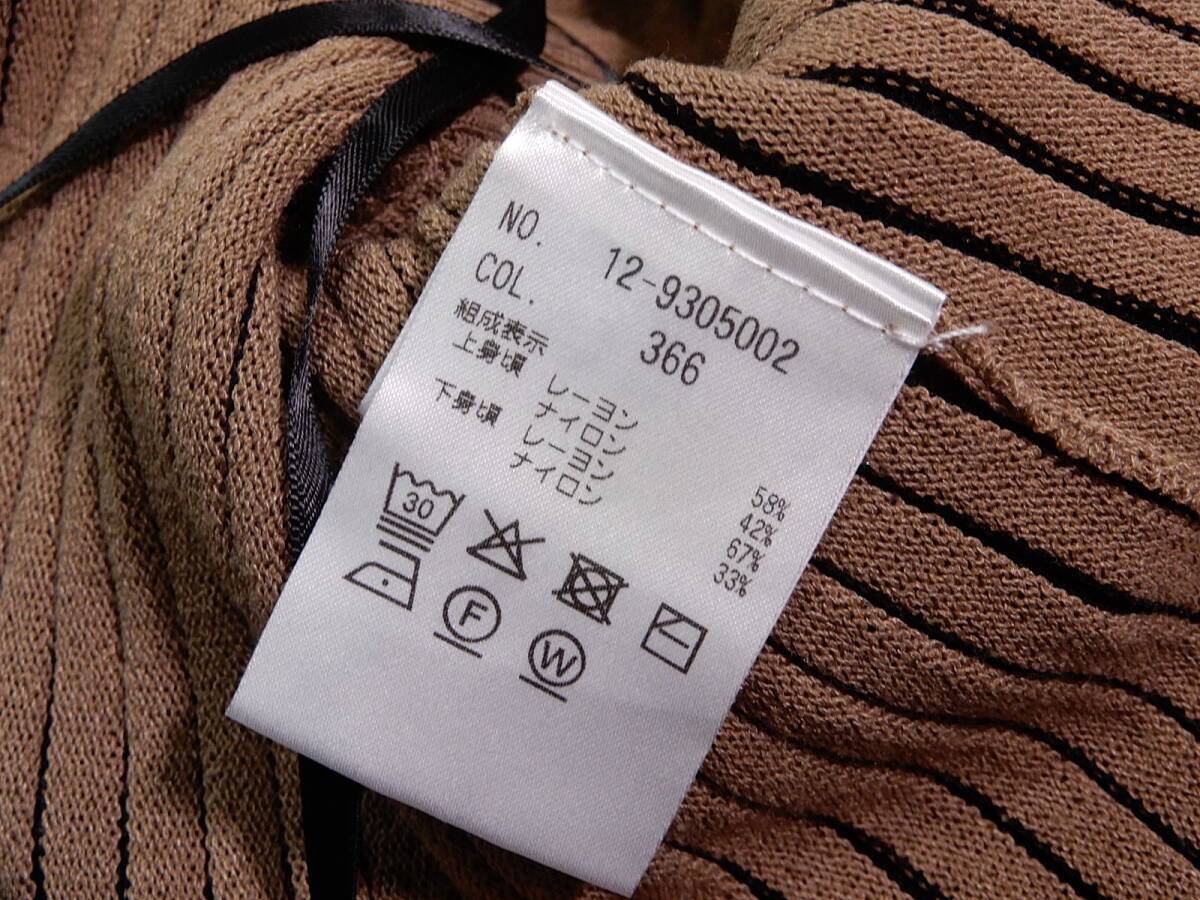 NO. 12-9305002
COL. 366
組成表示
上身頃 レーヨン 58%
ナイロン 42%
下身頃 レーヨン 67%
ナイロン 33%
30
F
W